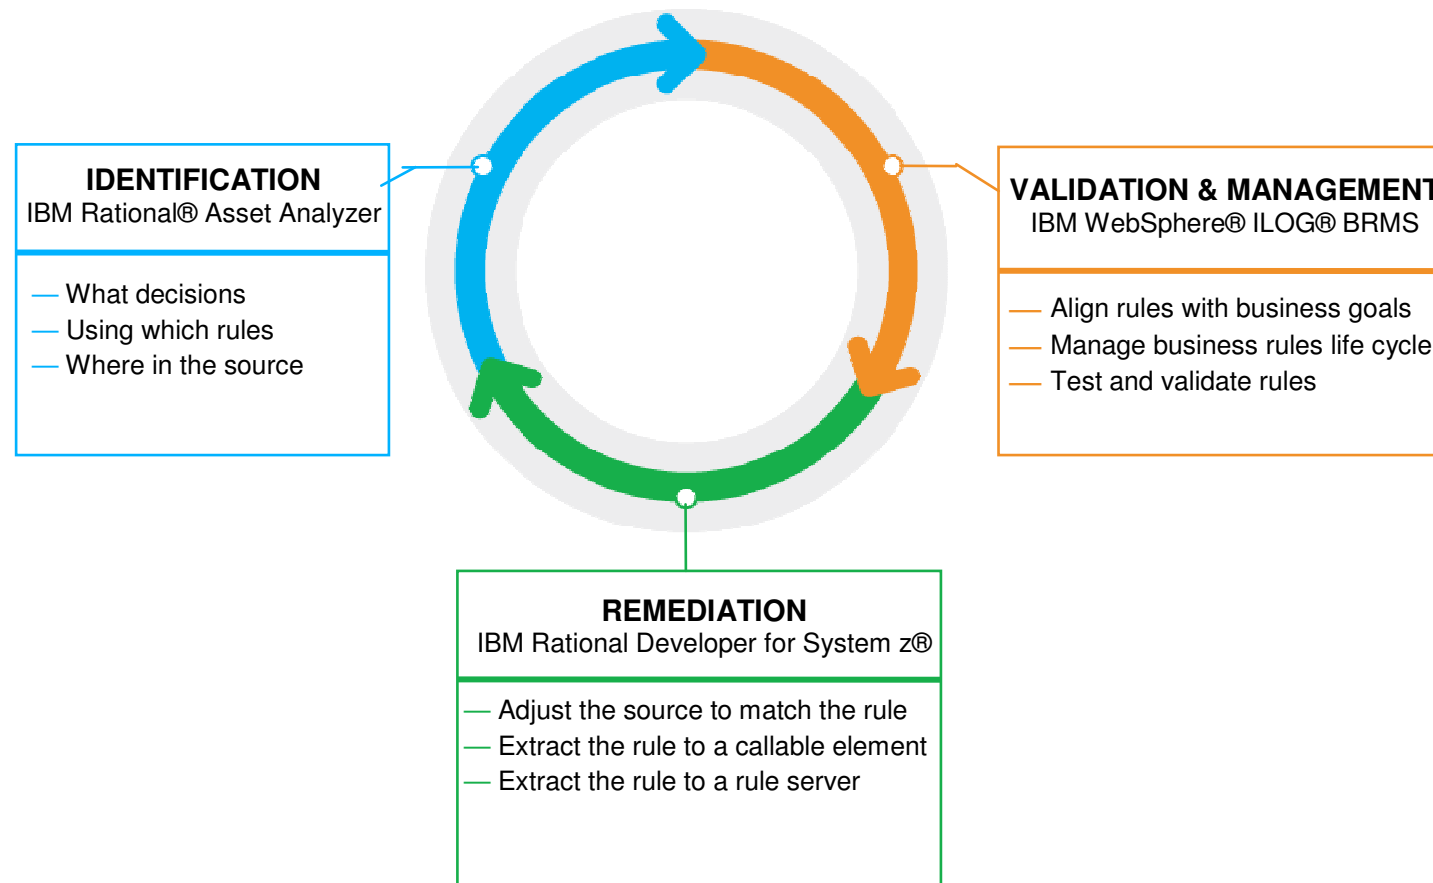 IDENTIFICATION
IBM Rational® Asset Analyzer
— What decisions
— Using which rules
— Where in the source
VALIDATION & MANAGEMENT
IBM WebSphere® ILOG® BRMS
— Align rules with business goals
— Manage business rules life cycle
— Test and validate rules
REMEDIATION
IBM Rational Developer for System z®
— Adjust the source to match the rule
— Extract the rule to a callable element
— Extract the rule to a rule server